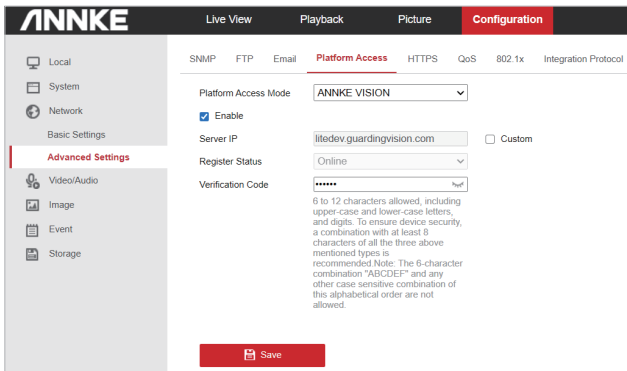 ANNKE
Live View Playback Picture Configuration
Local
System
Network
Basic Settings
Advanced Settings
Video/Audio
Image
Event
Storage
SNMP FTP Email Platform Access HTTPS QoS 802.1x Integration Protocol
Platform Access Mode ANNKE VISION
Enable
Server IP litedev.guardingvision.com Custom
Register Status Online
Verification Code ••••••
6 to 12 characters allowed, including
upper-case and lower-case letters,
and digits. To ensure device security,
a combination with at least 8
characters of all the three above
mentioned types is
recommended.Note: The 6-character
combination "ABCDEF" and any
other case sensitive combination of
this alphabetical order are not
allowed.
Save